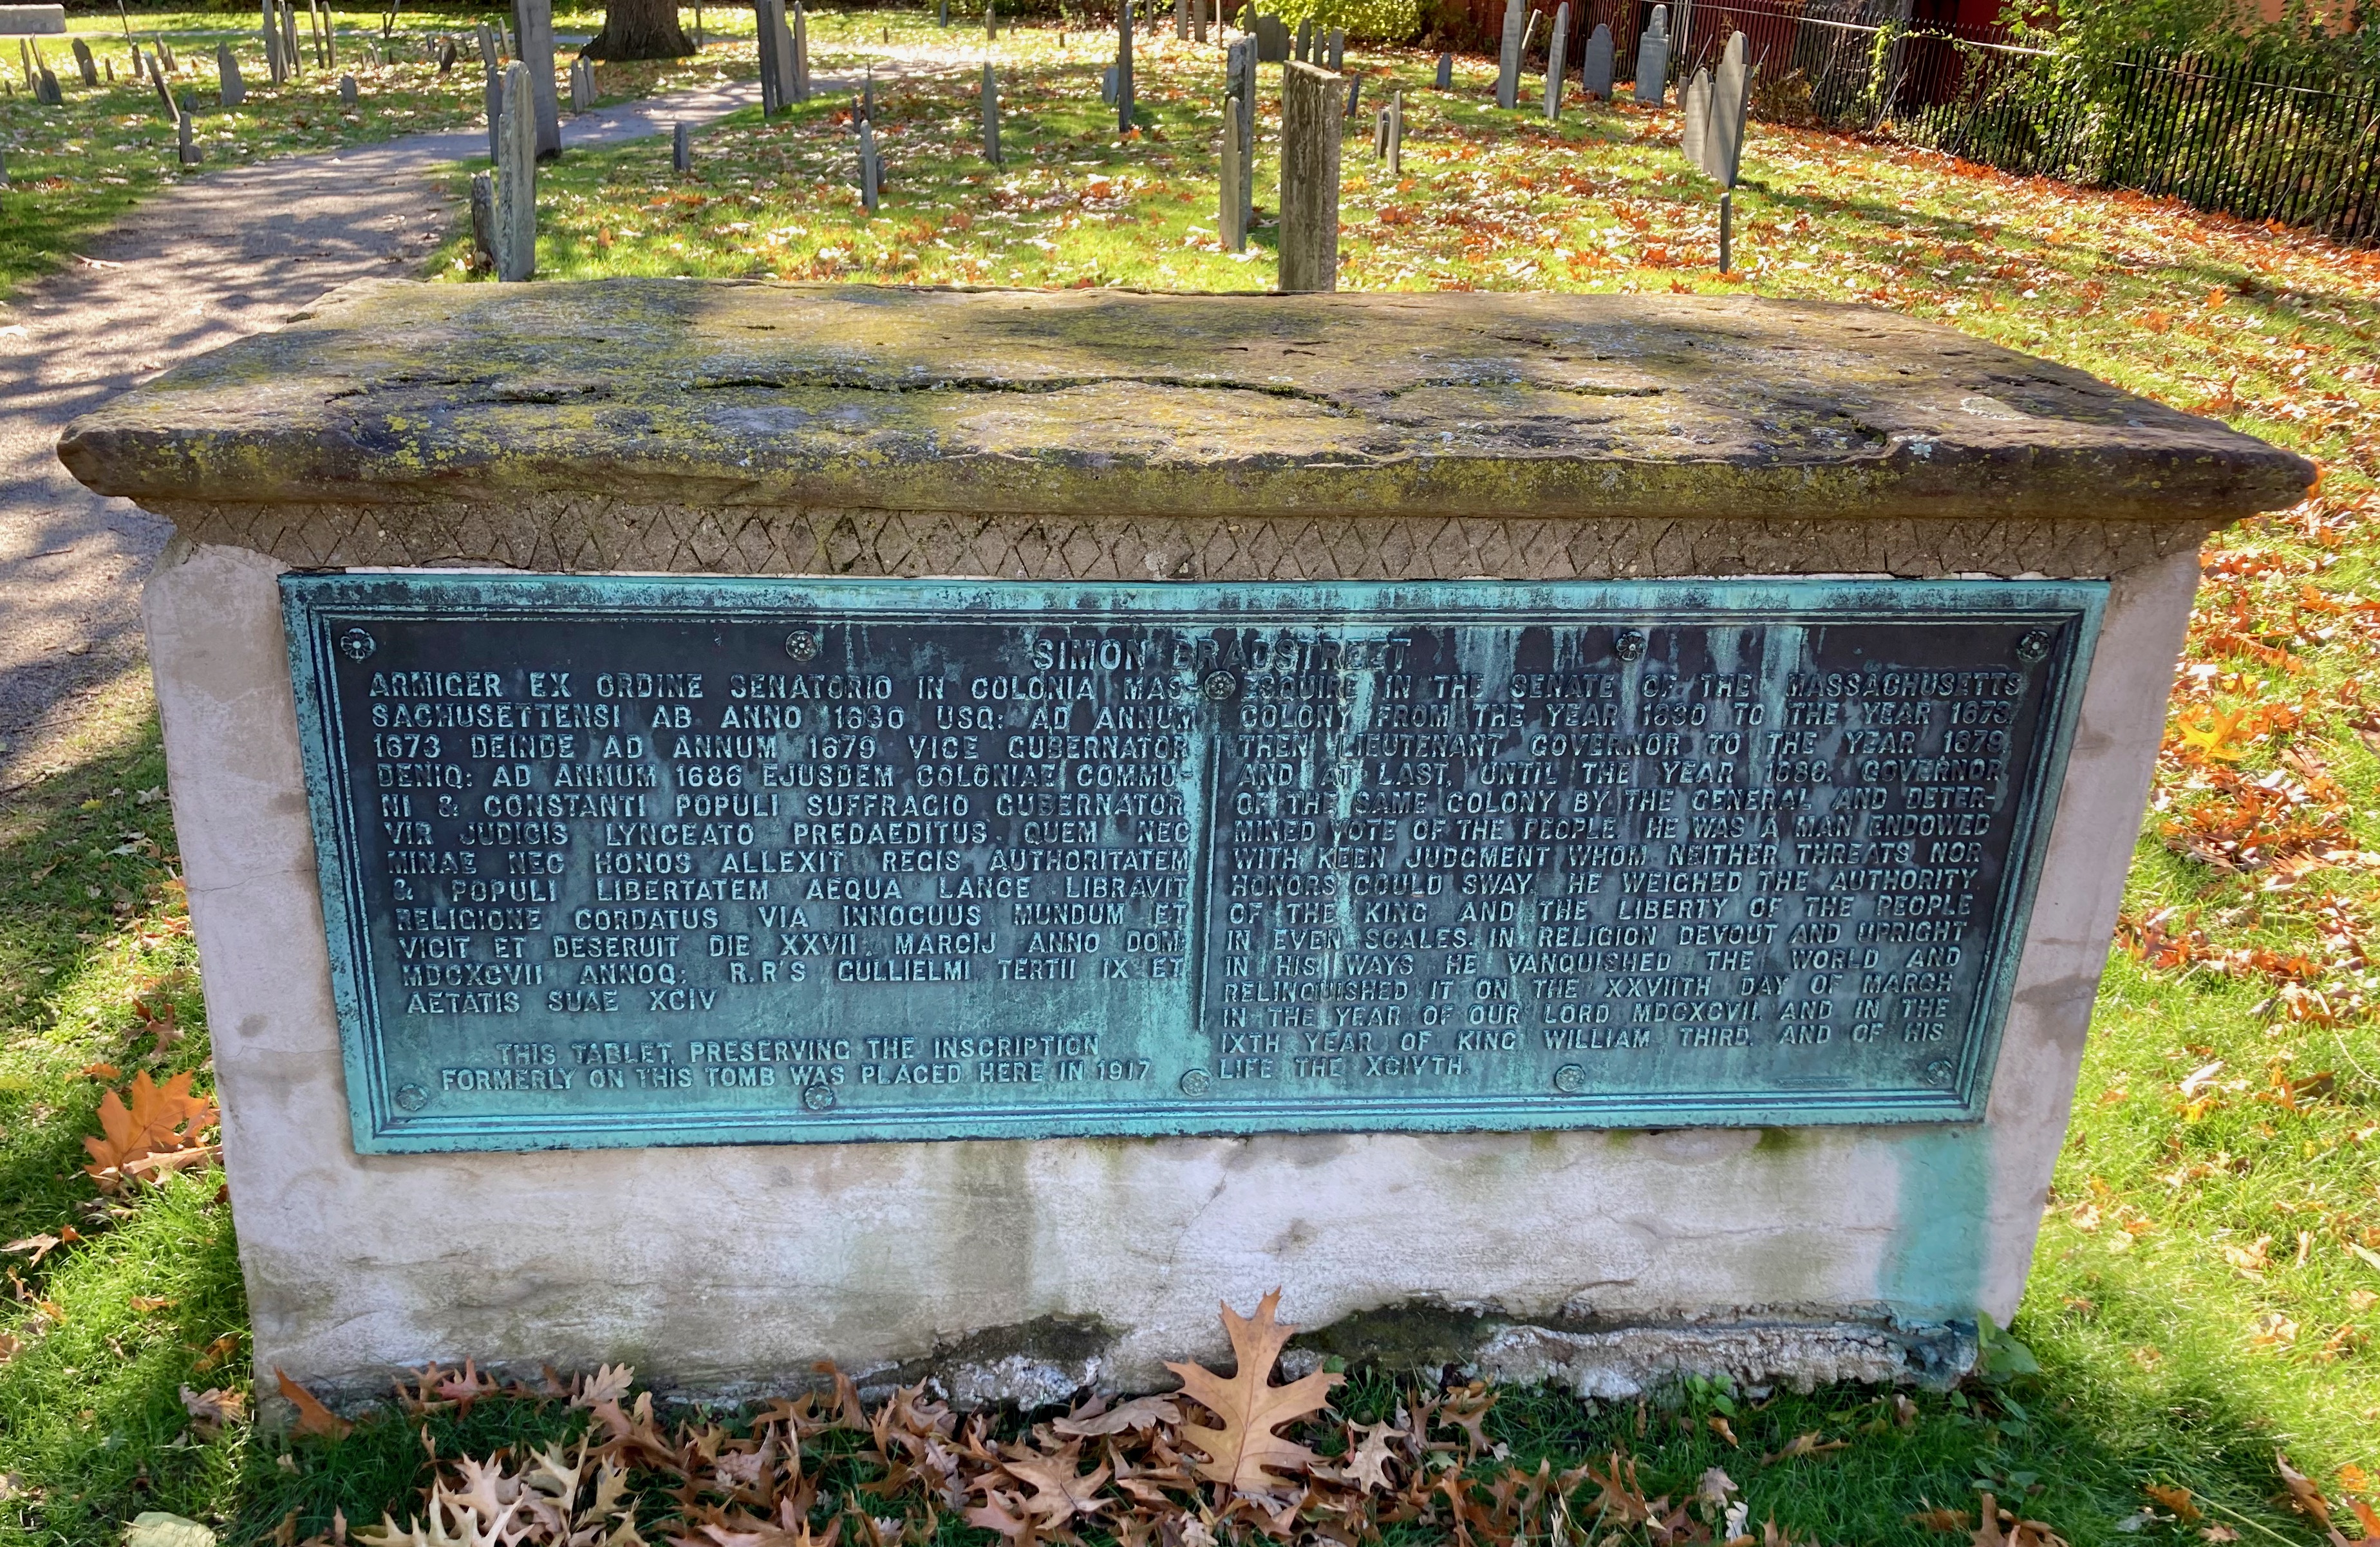 SIMON BRADSTREET
ARMIGER EX ORDINE SENATORIO IN COLONIA MAS-
SACHUSETTENSI AB ANNO 1630 USQ: AD ANNUM
1673 DEINDE AD ANNUM 1679 VICE GUBERNATOR
DENIQ: AD ANNUM 1686 EJUSDEM COLONIAE COMMU-
NI & CONSTANTI POPULI SUFFRAGIO GUBERNATOR
VIR JUDICIS LYNCEATO PREDAEDITUS, QUEM NEC
MINAE NEC HONOS ALLEXIT REGIS AUTHORITATEM
& POPULI LIBERTATEM AEQUA LANCE LIBRAVIT
RELIGIONE CORDATUS VIA INNOCUUS MUNDUM ET
VICIT ET DESERUIT DIE XXVII MARCIJ ANNO DOM:
MDCXCVII ANNOQ: R.R'S GULLIELMI TERTII IX ET
AETATIS SUAE XCIV
THIS TABLET, PRESERVING THE INSCRIPTION
FORMERLY ON THIS TOMB WAS PLACED HERE IN 1917
ESQUIRE IN THE SENATE OF THE MASSACHUSETTS
COLONY FROM THE YEAR 1630 TO THE YEAR 1673,
THEN LIEUTENANT GOVERNOR TO THE YEAR 1679,
AND AT LAST, UNTIL THE YEAR 1686, GOVERNOR
OF THE SAME COLONY BY THE GENERAL AND DETER-
MINED VOTE OF THE PEOPLE. HE WAS A MAN ENDOWED
WITH KEEN JUDGMENT WHOM NEITHER THREATS NOR
HONORS COULD SWAY. HE WEIGHED THE AUTHORITY
OF THE KING AND THE LIBERTY OF THE PEOPLE
IN EVEN SCALES. IN RELIGION DEVOUT AND UPRIGHT
IN HIS WAYS HE VANQUISHED THE WORLD AND
RELINQUISHED IT ON THE XXVIITH DAY OF MARCH
IN THE YEAR OF OUR LORD MDCXCVII. AND IN THE
IXTH YEAR OF KING WILLIAM THIRD. AND OF HIS
LIFE THE XCIVTH.